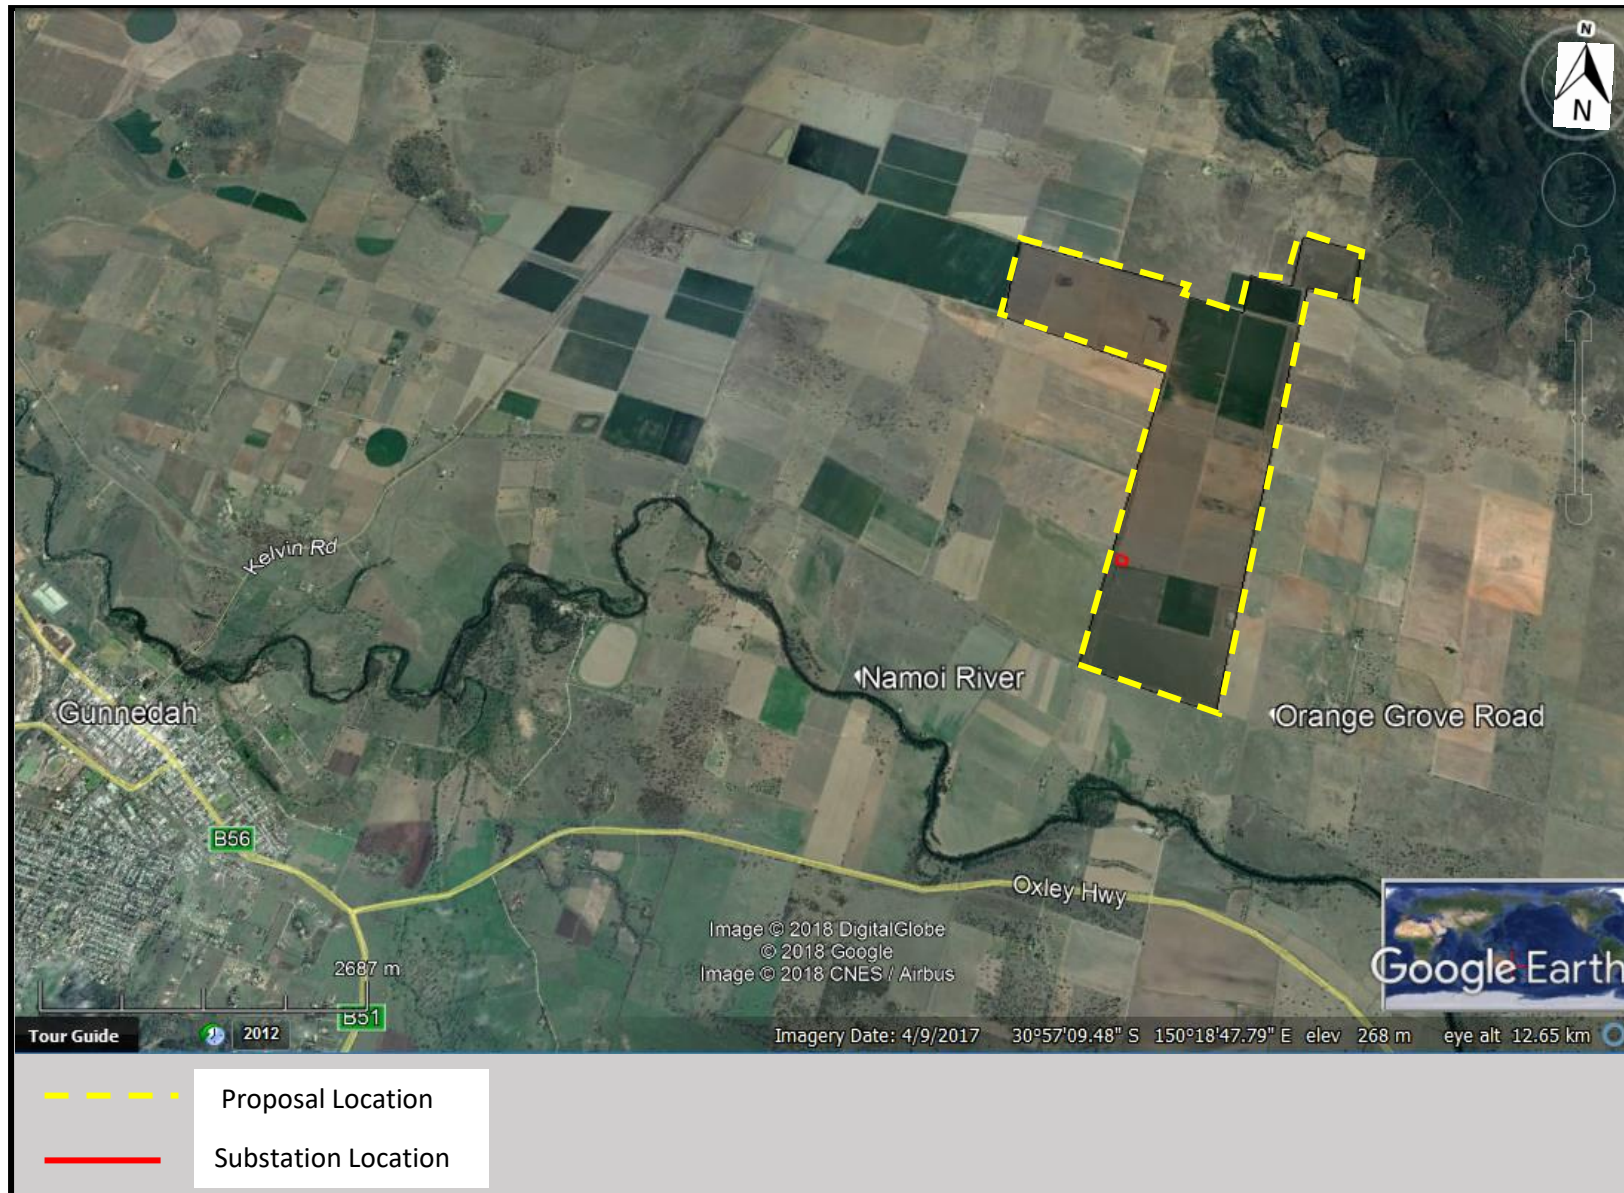 N
N
Kelvin Rd
Namoi River
Gunnedah
Orange Grove Road
B56
Oxley Hwy
Image © 2018 DigitalGlobe
© 2018 Google
Image © 2018 CNES / Airbus
2687 m
Google Earth
B51
Tour Guide
2012
Imagery Date: 4/9/2017 30°57'09.48" S 150°18'47.79" E elev 268 m eye alt 12.65 km
Proposal Location
Substation Location